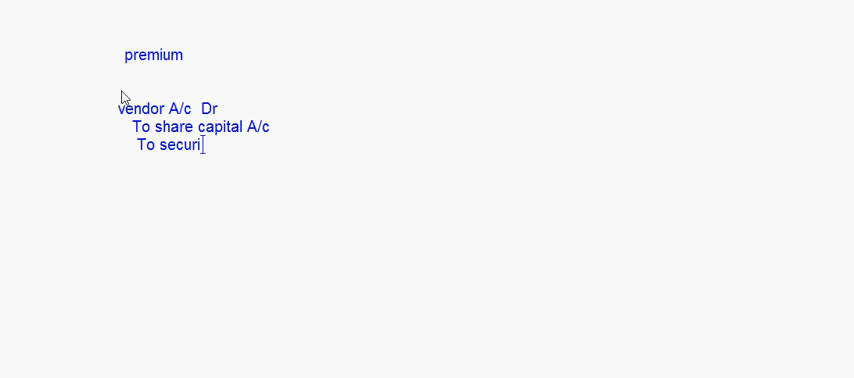 premium
vendor A/c Dr
To share capital A/c
To securi